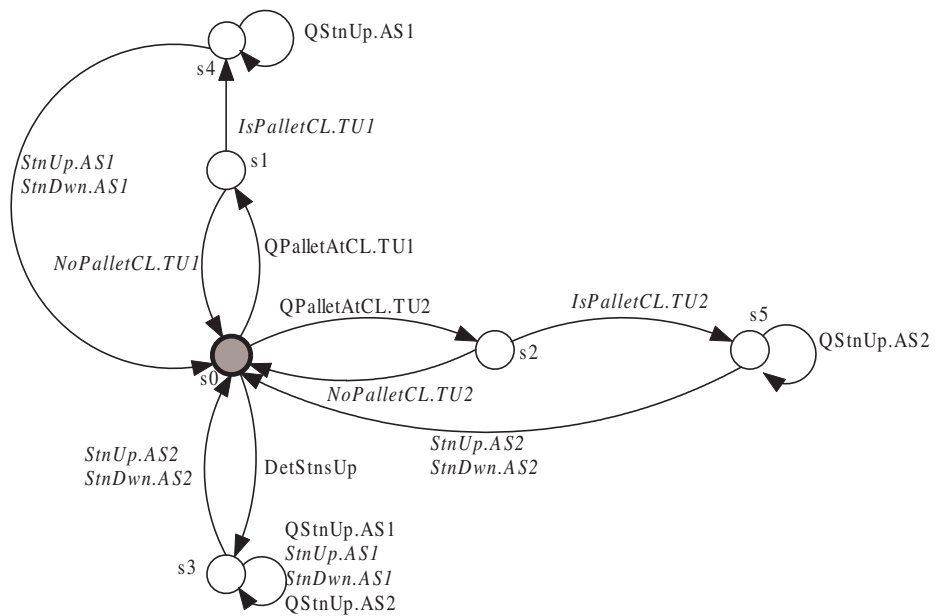 QStnUp.AS1
s4
IsPalletCL.TU1
s1
StnUp.AS1
StnDwn.AS1
NoPalletCL.TU1
QPalletAtCL.TU1
QPalletAtCL.TU2
IsPalletCL.TU2
s5
QStnUp.AS2
s2
s0
NoPalletCL.TU2
StnUp.AS2
StnDwn.AS2
StnUp.AS2
StnDwn.AS2
DetStnsUp
s3
QStnUp.AS1
StnUp.AS1
StnDwn.AS1
QStnUp.AS2